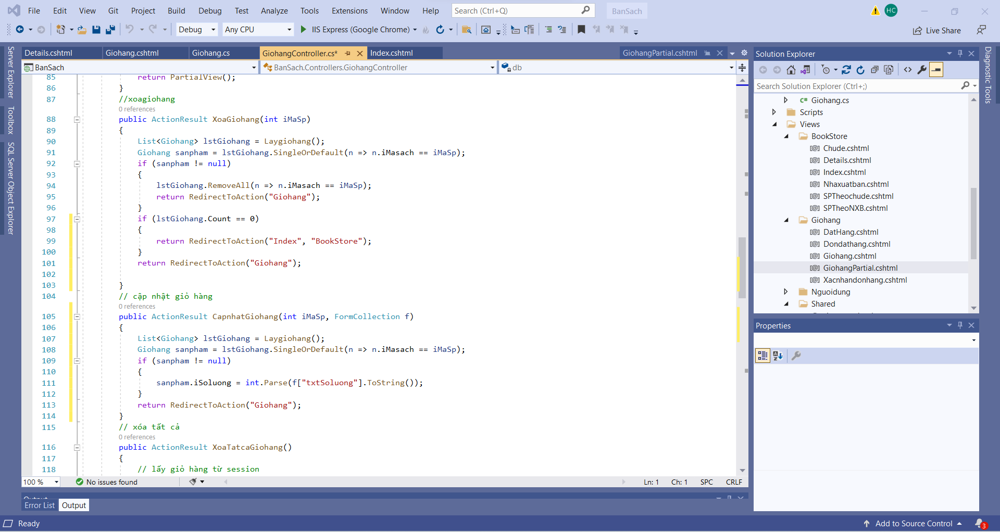 File Edit View Git Project Build Debug Test Analyze Tools Extensions Window Help Search (Ctrl+Q) BanSach HC
Debug Any CPU IIS Express (Google Chrome) Live Share
Server Explorer
Toolbox
SQL Server Object Explorer
Details.cshtml Giohang.cshtml Giohang.cs GiohangController.cs* Index.cshtml GiohangPartial.cshtml
BanSach BanSach.Controllers.GiohangController db
85 return PartialView();
86 }
87 //xoagiohang
0 references
88 public ActionResult XoaGiohang(int iMaSp)
89 {
90 List<Giohang> lstGiohang = Laygiohang();
91 Giohang sanpham = lstGiohang.SingleOrDefault(n => n.iMasach == iMaSp);
92 if (sanpham != null)
93 {
94 lstGiohang.RemoveAll(n => n.iMasach == iMaSp);
95 return RedirectToAction("Giohang");
96 }
97 if (lstGiohang.Count == 0)
98 {
99 return RedirectToAction("Index", "BookStore");
100 }
101 return RedirectToAction("Giohang");
102
103 }
104 // cập nhật giỏ hàng
0 references
105 public ActionResult CapnhatGiohang(int iMaSp, FormCollection f)
106 {
107 List<Giohang> lstGiohang = Laygiohang();
108 Giohang sanpham = lstGiohang.SingleOrDefault(n => n.iMasach == iMaSp);
109 if (sanpham != null)
110 {
111 sanpham.iSoluong = int.Parse(f["txtSoluong"].ToString());
112 }
113 return RedirectToAction("Giohang");
114 }
115 // xóa tất cả
0 references
116 public ActionResult XoaTatcaGiohang()
117 {
118 // lấy giỏ hàng từ session
100 % No issues found Ln: 1 Ch: 1 SPC CRLF
Output
Error List Output
Solution Explorer
Search Solution Explorer (Ctrl+;)
C# Giohang.cs
Scripts
Views
BookStore
[@] Chude.cshtml
[@] Details.cshtml
[@] Index.cshtml
[@] Nhaxuatban.cshtml
[@] SPTheochude.cshtml
[@] SPTheoNXB.cshtml
Giohang
[@] DatHang.cshtml
[@] Dondathang.cshtml
[@] Giohang.cshtml
[@] GiohangPartial.cshtml
[@] Xacnhandonhang.cshtml
Nguoidung
Shared
Properties
Diagnostic Tools
Ready Add to Source Control 3